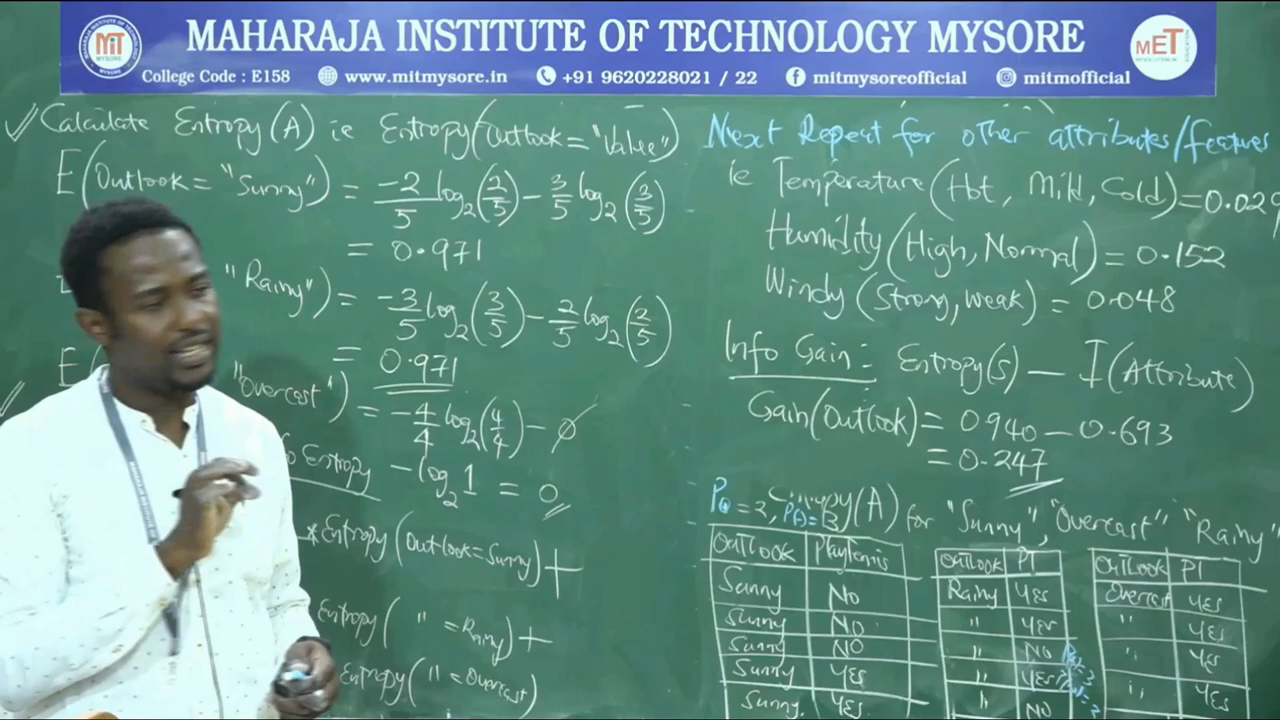 MAHARAJA INSTITUTE OF TECHNOLOGY MYSORE
College Code : E158 www.mitmysore.in +91 9620228021 / 22 mitmysoreofficial mitmofficial
MiT
MYSORE
MET
Calculate Entropy(A) ie Entropy(Outlook="Value")
E(Outlook = "Sunny") = -2/5 log₂(2/5) - 3/5 log₂(3/5)
= 0.971
"Rainy") = -3/5 log₂(3/5) - 2/5 log₂(2/5)
= 0.971
E(
"Overcast") = -4/4 log₂(4/4) - 0
Entropy -log₂1 = 0
*Entropy(Outlook=Sunny)+
Entropy( " =Rainy)+
Entropy( " =Overcast)
Next Repeat for other attributes/features
ie Temperature(Hot, Mild, Cold)=0.029
Humidity(High, Normal) = 0.152
Windy (Strong, weak) = 0.048
Info Gain: Entropy(S) - I(Attribute)
Gain(Outlook) = 0.940 - 0.693
= 0.247
(A) for "Sunny", "Overcast" "Rainy"
Outlook PlayTennis
Sunny No
Sunny No
Sunny No
Sunny Yes
Sunny. Yes
Outlook PT
Rainy Yes
" Yes
" No
" Yes
" No
Outlook PT
Overcast Yes
" Yes
" Yes
" Yes